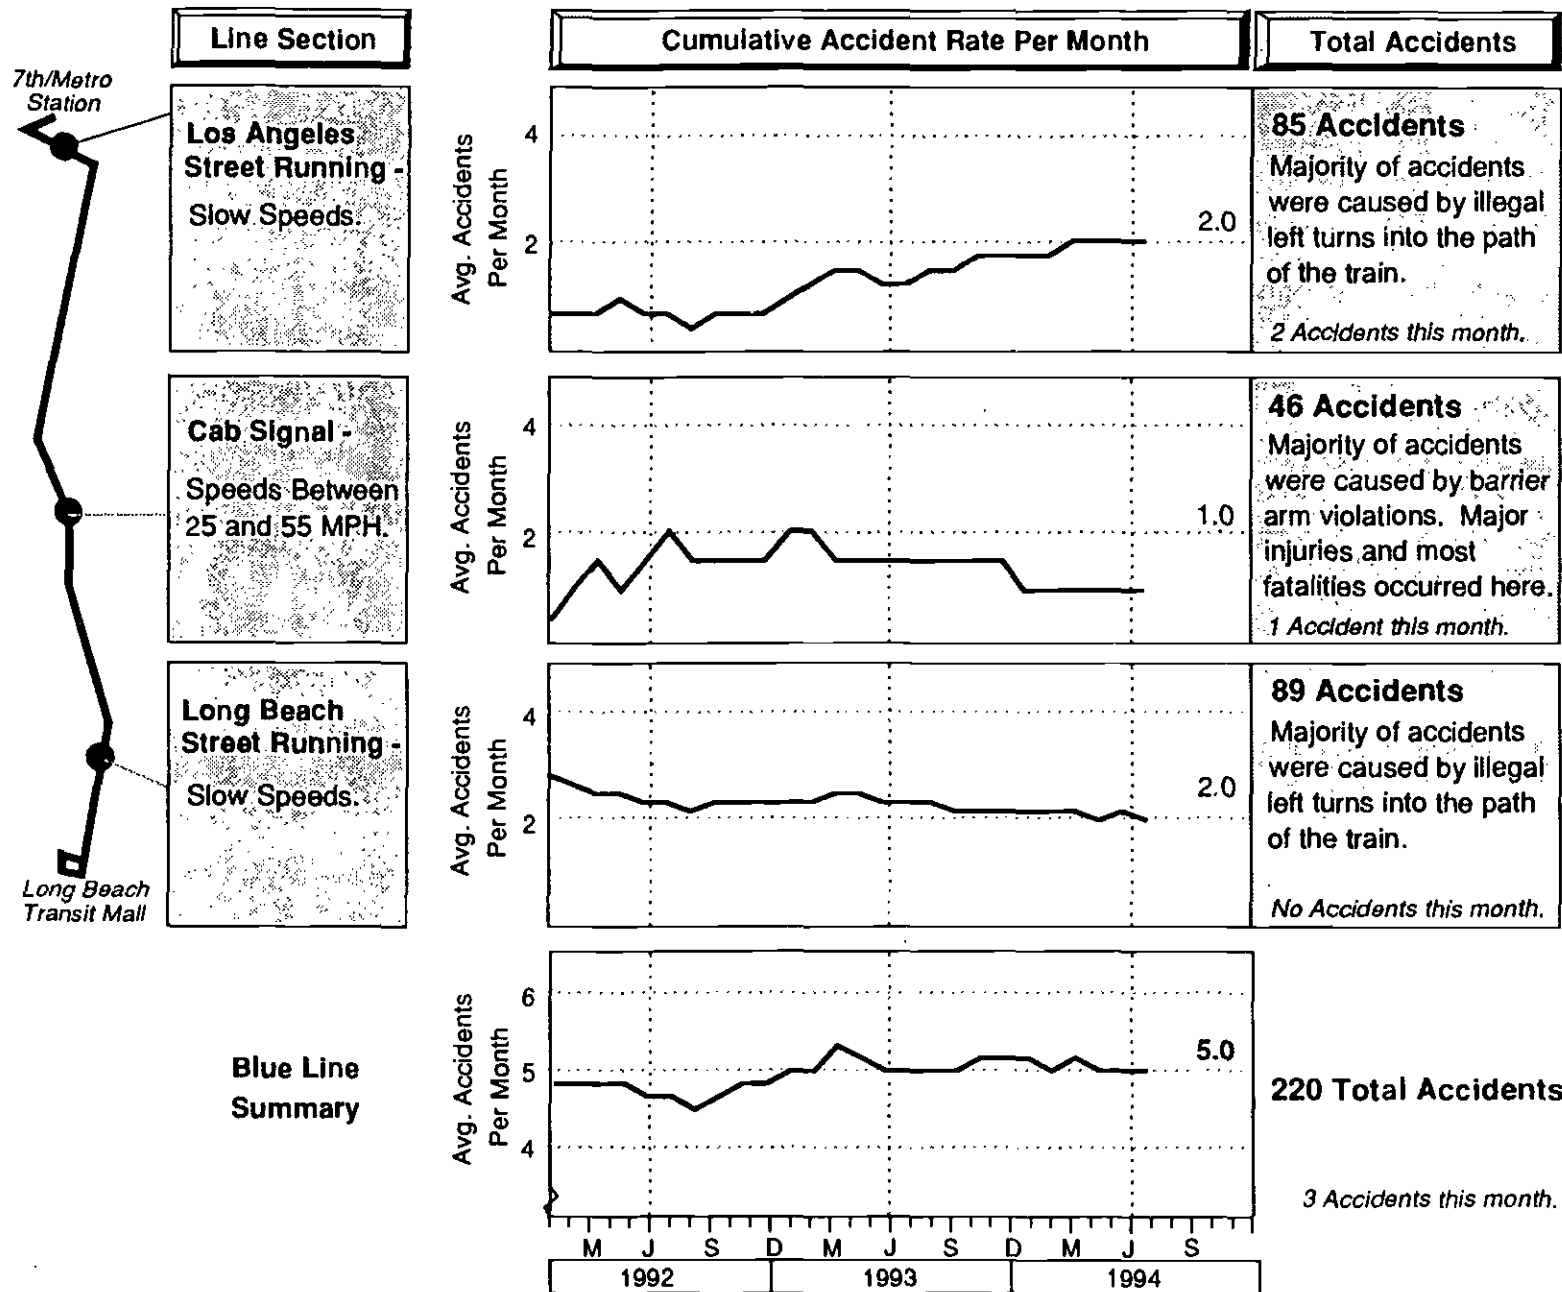 Line Section
Cumulative Accident Rate Per Month
Total Accidents
7th/Metro
Station
Los Angeles
Street Running -
Slow Speeds.
Avg. Accidents
Per Month
4
2
2.0
85 Accidents
Majority of accidents
were caused by illegal
left turns into the path
of the train.
2 Accidents this month.
Cab Signal -
Speeds Between
25 and 55 MPH.
Avg. Accidents
Per Month
4
2
1.0
46 Accidents
Majority of accidents
were caused by barrier
arm violations. Major
injuries and most
fatalities occurred here.
1 Accident this month.
Long Beach
Street Running -
Slow Speeds.
Long Beach
Transit Mall
Avg. Accidents
Per Month
4
2
2.0
89 Accidents
Majority of accidents
were caused by illegal
left turns into the path
of the train.
No Accidents this month.
Blue Line
Summary
Avg. Accidents
Per Month
6
5
4
5.0
220 Total Accidents
3 Accidents this month.
M J S D M J S D M J S
1992 1993 1994